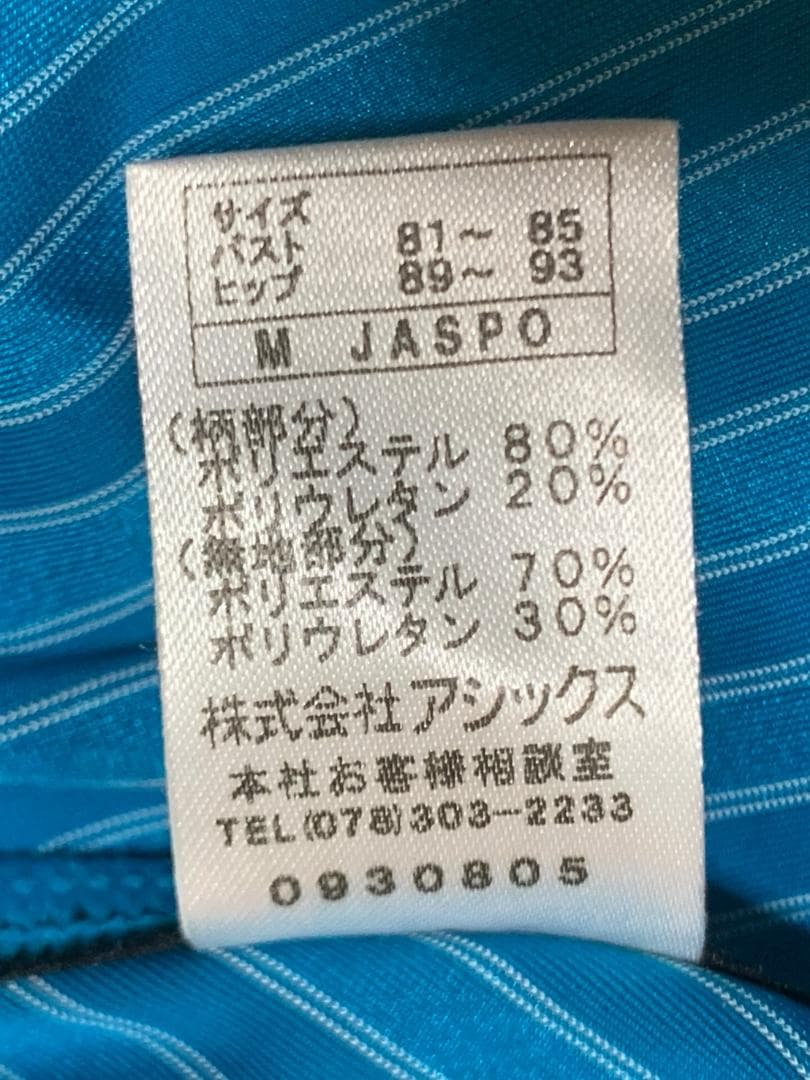 サイズ
バスト 81～ 85
ヒップ 89～ 93
M JASPO
(柄部分)
ポリエステル 80%
ポリウレタン 20%
(無地部分)
ポリエステル 70%
ポリウレタン 30%
株式会社アシックス
本社お客様相談室
TEL(078)303-2233
0930805